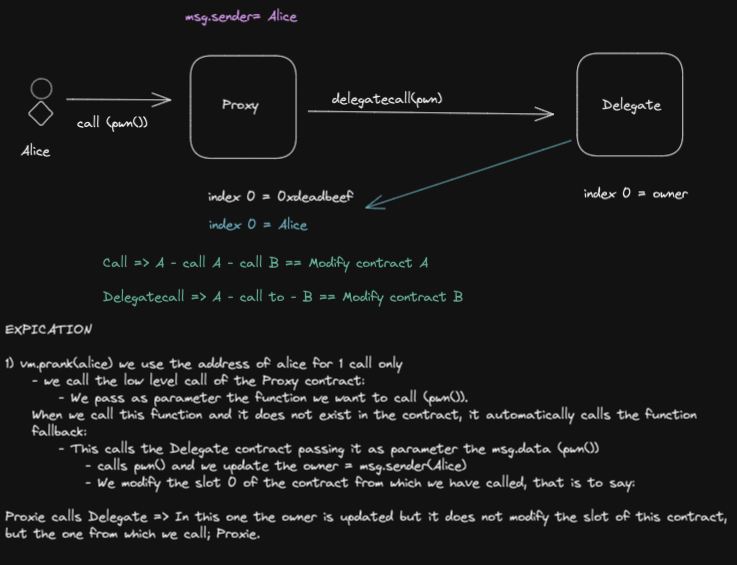 msg.sender= Alice
Proxy
delegatecall(pwn)
Delegate
call (pwn())
Alice
index 0 = 0xdeadbeef
index 0 = owner
index 0 = Alice
Call => A - call A - call B == Modify contract A
Delegatecall => A - call to - B == Modify contract B
EXPICATION
1) vm.prank(alice) we use the address of alice for 1 call only
- we call the low level call of the Proxy contract:
- We pass as parameter the function we want to call (pwn()).
When we call this function and it does not exist in the contract, it automatically calls the function
fallback:
- This calls the Delegate contract passing it as parameter the msg.data (pwn())
- calls pwn() and we update the owner = msg.sender(Alice)
- We modify the slot 0 of the contract from which we have called, that is to say:
Proxie calls Delegate => In this one the owner is updated but it does not modify the slot of this contract,
but the one from which we call; Proxie.